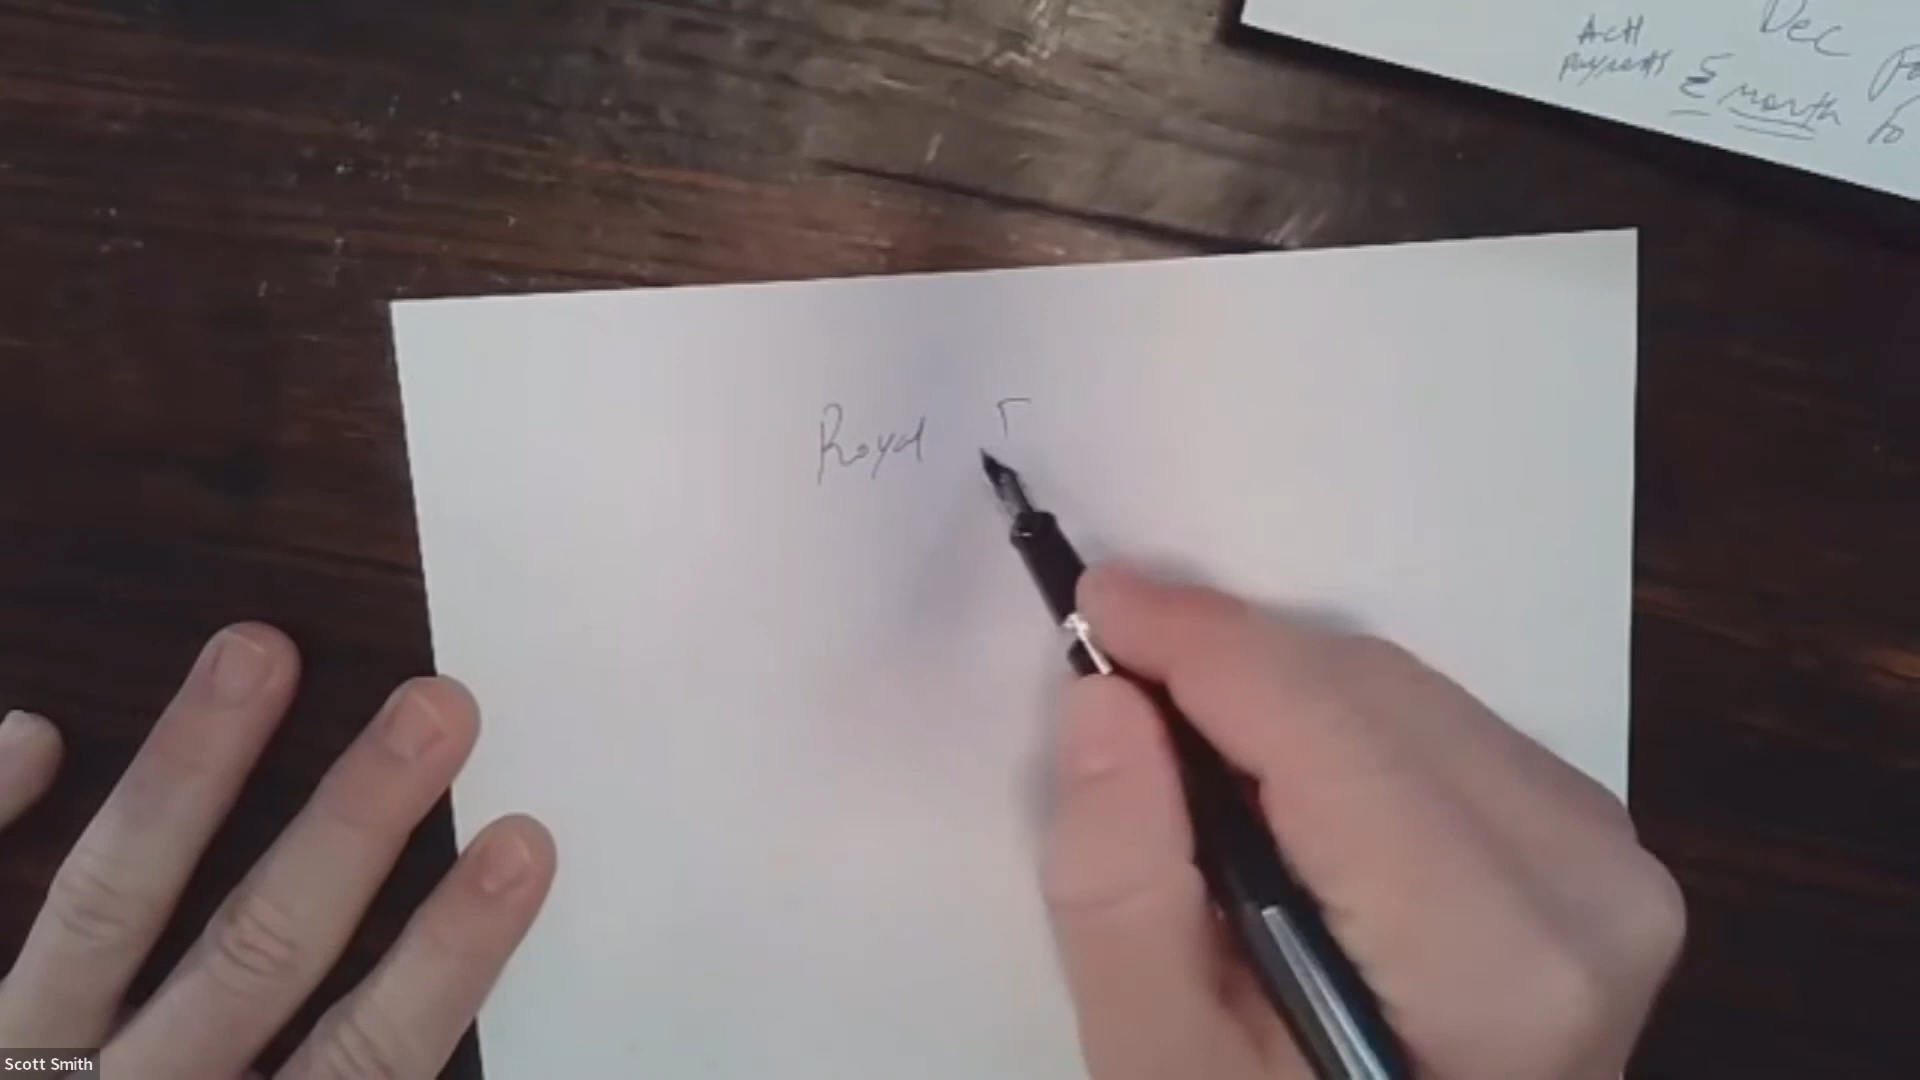 Dec
ACH
payments
E month
Royal
Scott Smith